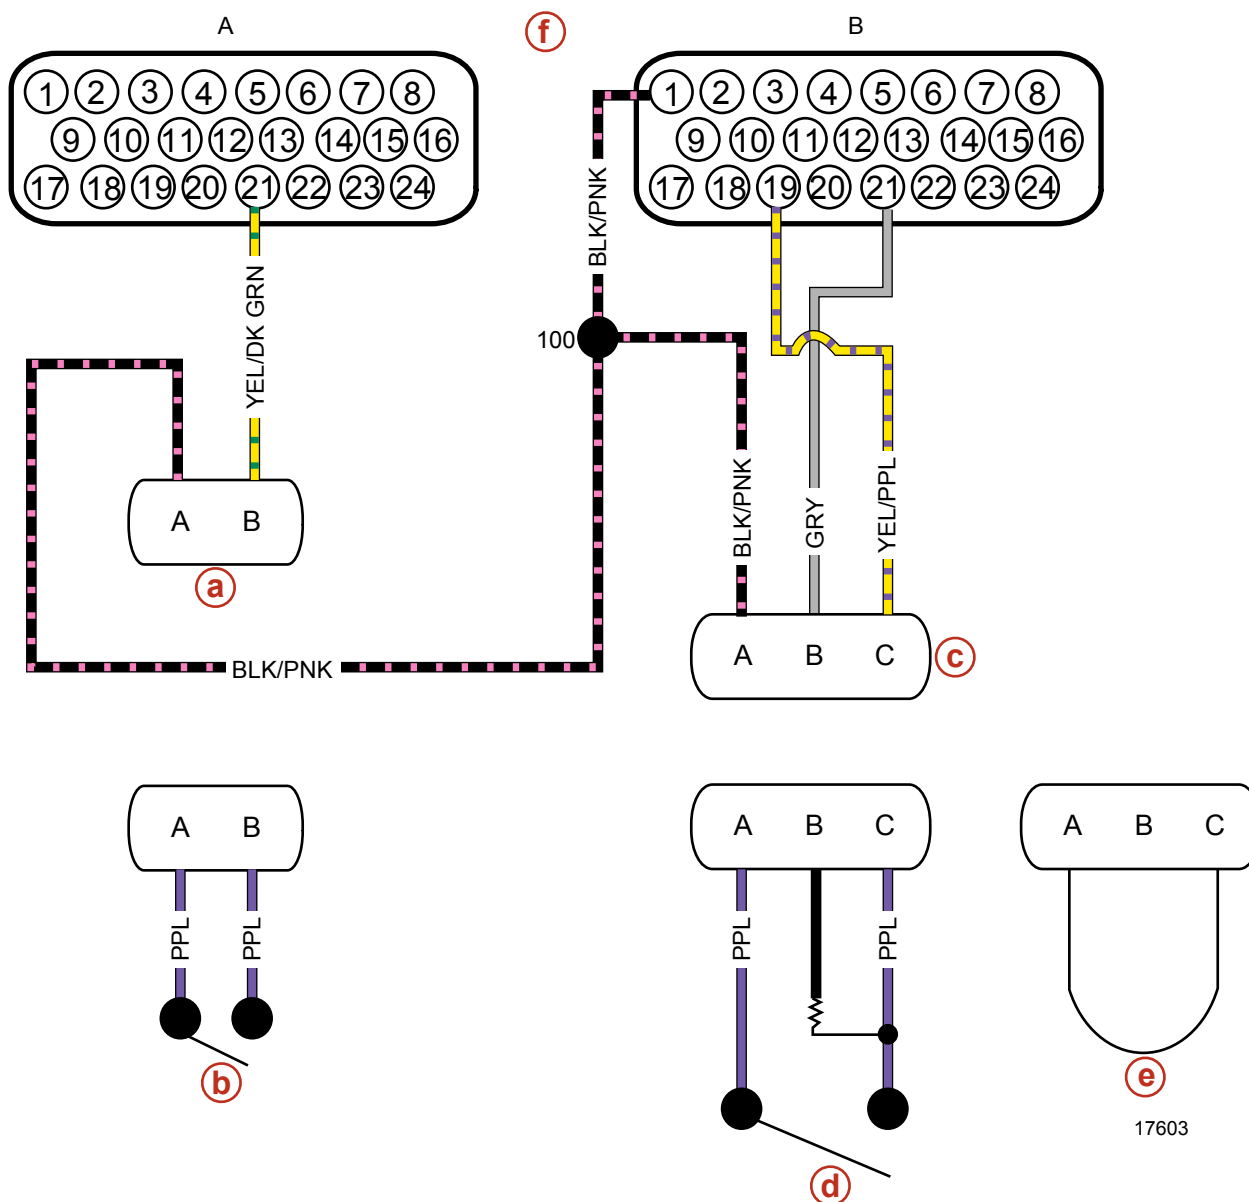 A
f
B
1 2 3 4 5 6 7 8
9 10 11 12 13 14 15 16
17 18 19 20 21 22 23 24
1 2 3 4 5 6 7 8
9 10 11 12 13 14 15 16
17 18 19 20 21 22 23 24
BLK/PNK
YEL/DK GRN
100
A B
a
BLK/PNK
GRY
YEL/PPL
A B C
c
BLK/PNK
A B
PPL
PPL
b
A B C
PPL
PPL
d
A B C
e
17603